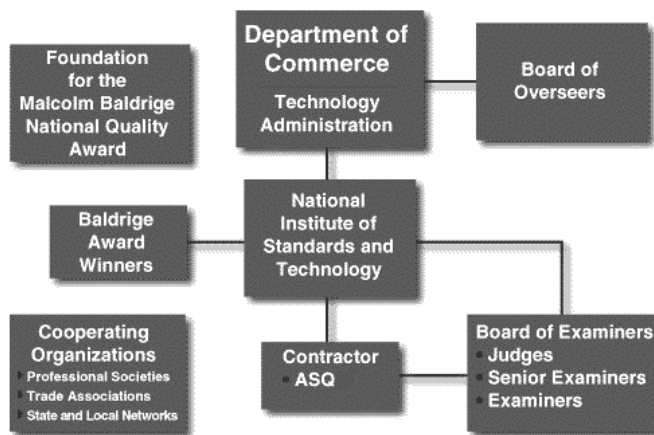 Foundation
for the
Malcolm Baldrige
National Quality
Award
Department of
Commerce
Technology
Administration
Board of
Overseers
Baldrige
Award
Winners
National
Institute of
Standards and
Technology
Cooperating
Organizations
Professional Societies
Trade Associations
State and Local Networks
Contractor
• ASQ
Board of Examiners
• Judges
• Senior Examiners
• Examiners